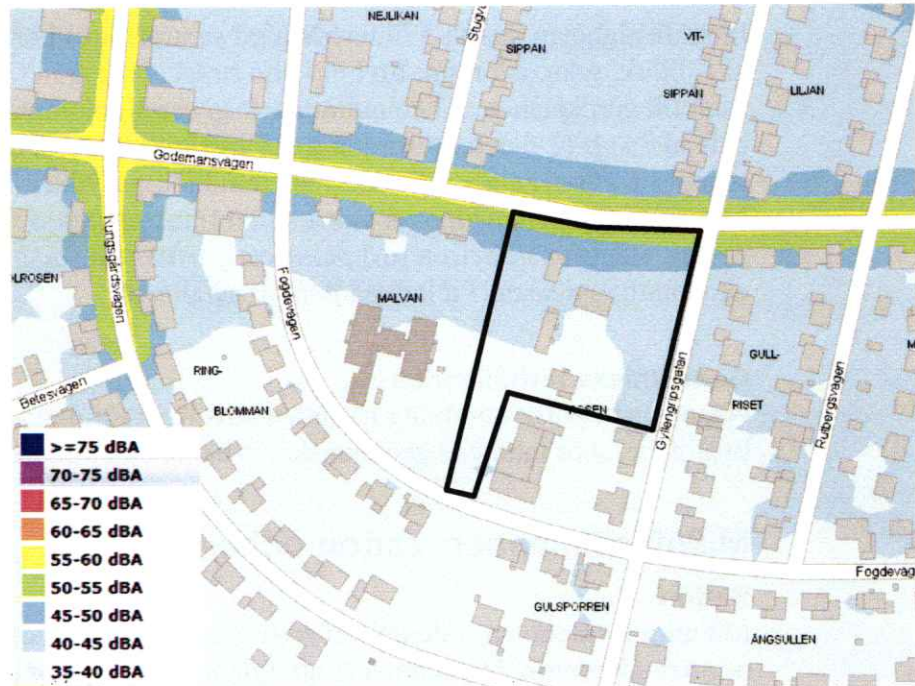 NEJLIKAN
SIPPAN
VIT-
SIPPAN
LILJAN
Godemansvägen
Kungsgårdsvägen
Fogdevägen
MALVAN
RING-
BLOMMAN
Betesvägen
Gyllengripsgatan
GULL-
RISET
Fogdeväg
GULSPORREN
ÄNGSULLEN
>=75 dBA
70-75 dBA
65-70 dBA
60-65 dBA
55-60 dBA
50-55 dBA
45-50 dBA
40-45 dBA
35-40 dBA